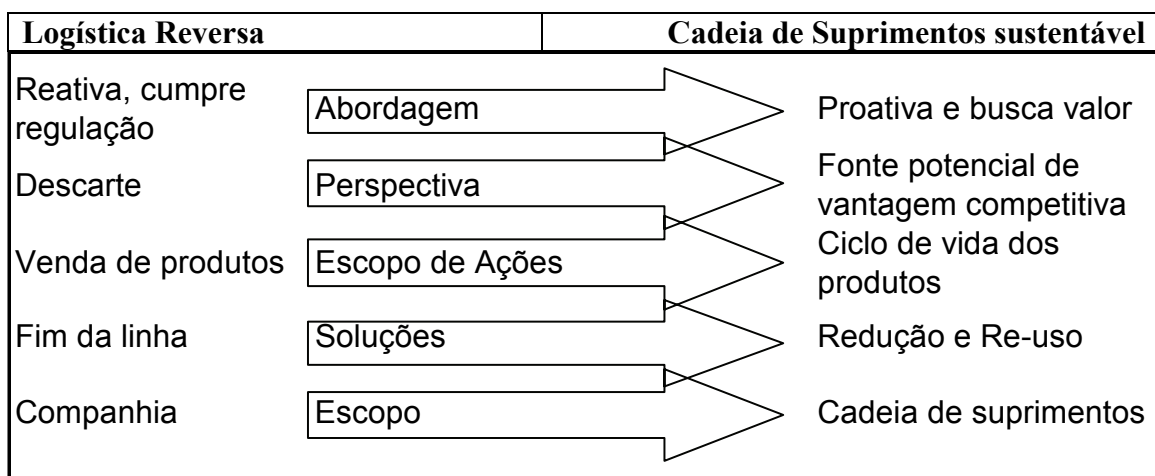 Logística Reversa Cadeia de Suprimentos sustentável
Reativa, cumpre
regulação
Abordagem
Proativa e busca valor
Descarte
Perspectiva
Fonte potencial de
vantagem competitiva
Venda de produtos
Escopo de Ações
Ciclo de vida dos
produtos
Fim da linha
Soluções
Redução e Re-uso
Companhia
Escopo
Cadeia de suprimentos